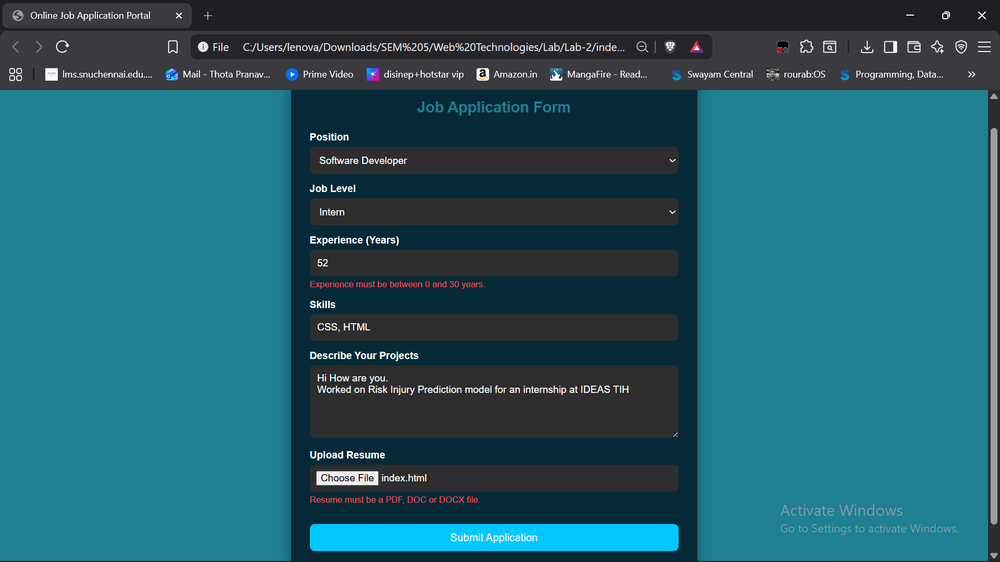 Online Job Application Portal
File C:/Users/lenova/Downloads/SEM%205/Web%20Technologies/Lab/Lab-2/inde...
lms.snuchennai.edu.... Mail - Thota Pranav... Prime Video disinep+hotstar vip Amazon.in MangaFire - Read... Swayam Central rourab:OS Programming, Data...
Job Application Form
Position
Software Developer
Job Level
Intern
Experience (Years)
52
Experience must be between 0 and 30 years.
Skills
CSS, HTML
Describe Your Projects
Hi How are you.
Worked on Risk Injury Prediction model for an internship at IDEAS TIH
Upload Resume
Choose File index.html
Resume must be a PDF, DOC or DOCX file.
Submit Application
Activate Windows
Go to Settings to activate Windows.